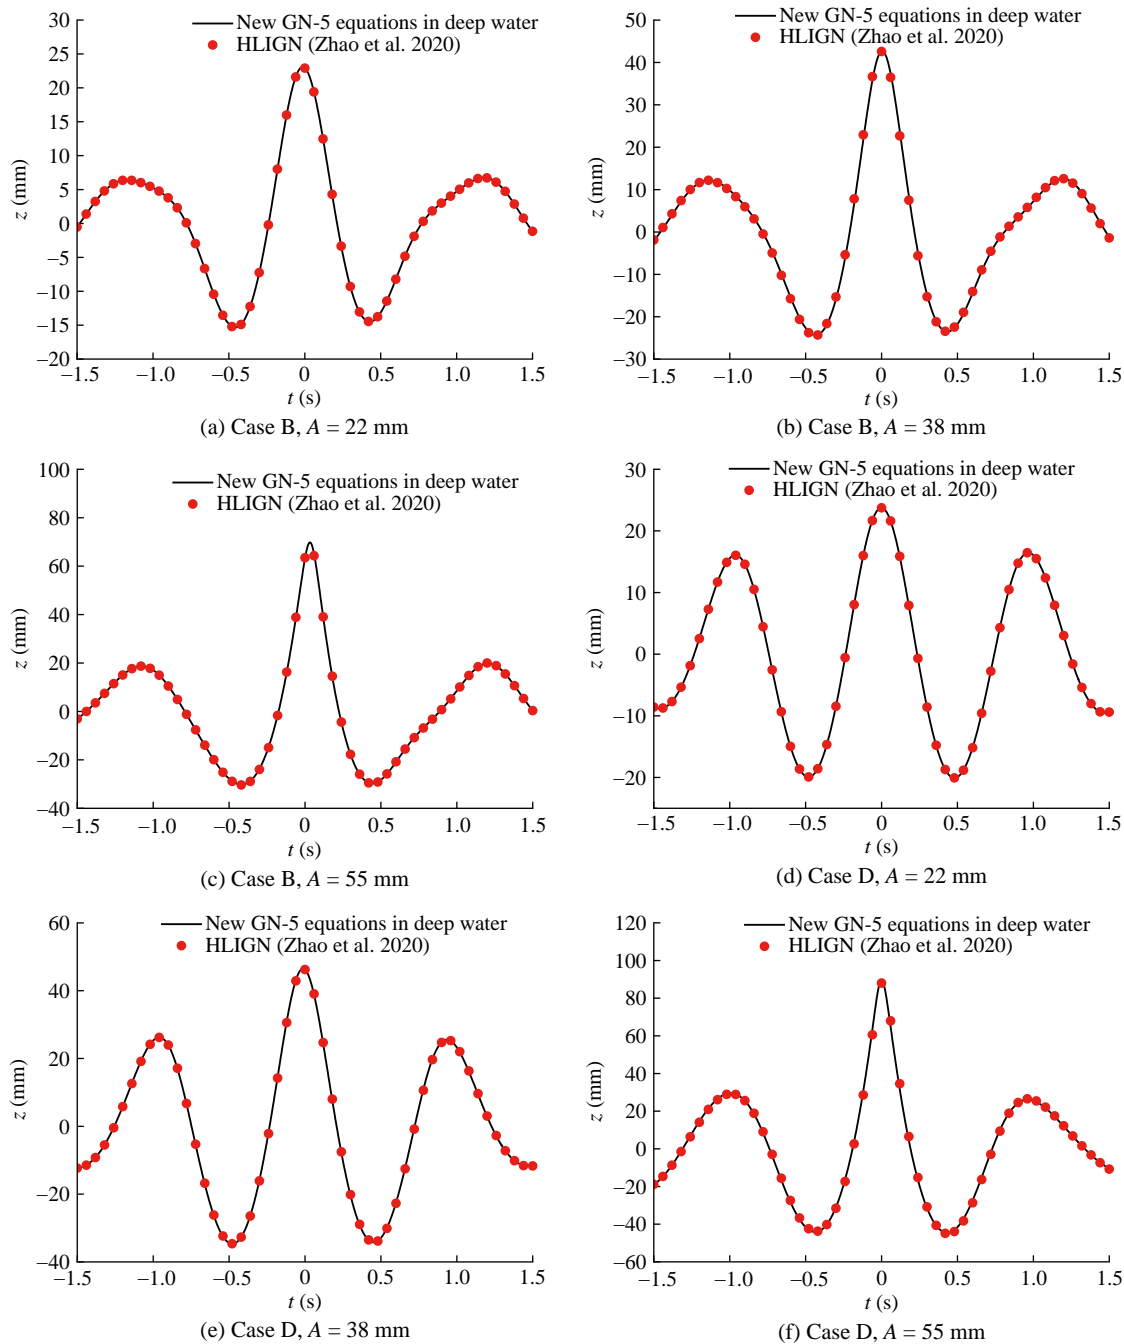 New GN-5 equations in deep water
HLIGN (Zhao et al. 2020)
30
25
20
15
10
5
0
−5
−10
−15
−20
z (mm)
−1.5 −1.0 −0.5 0 0.5 1.0 1.5
t (s)
(a) Case B, A = 22 mm
New GN-5 equations in deep water
HLIGN (Zhao et al. 2020)
50
40
30
20
10
0
−10
−20
−30
z (mm)
−1.5 −1.0 −0.5 0 0.5 1.0 1.5
t (s)
(b) Case B, A = 38 mm
New GN-5 equations in deep water
HLIGN (Zhao et al. 2020)
100
80
60
40
20
0
−20
−40
z (mm)
−1.5 −1.0 −0.5 0 0.5 1.0 1.5
t (s)
(c) Case B, A = 55 mm
New GN-5 equations in deep water
HLIGN (Zhao et al. 2020)
30
20
10
0
−10
−20
z (mm)
−1.5 −1.0 −0.5 0 0.5 1.0 1.5
t (s)
(d) Case D, A = 22 mm
New GN-5 equations in deep water
HLIGN (Zhao et al. 2020)
60
40
20
0
−20
−40
z (mm)
−1.5 −1.0 −0.5 0 0.5 1.0 1.5
t (s)
(e) Case D, A = 38 mm
New GN-5 equations in deep water
HLIGN (Zhao et al. 2020)
120
100
80
60
40
20
0
−20
−40
−60
z (mm)
−1.5 −1.0 −0.5 0 0.5 1.0 1.5
t (s)
(f) Case D, A = 55 mm